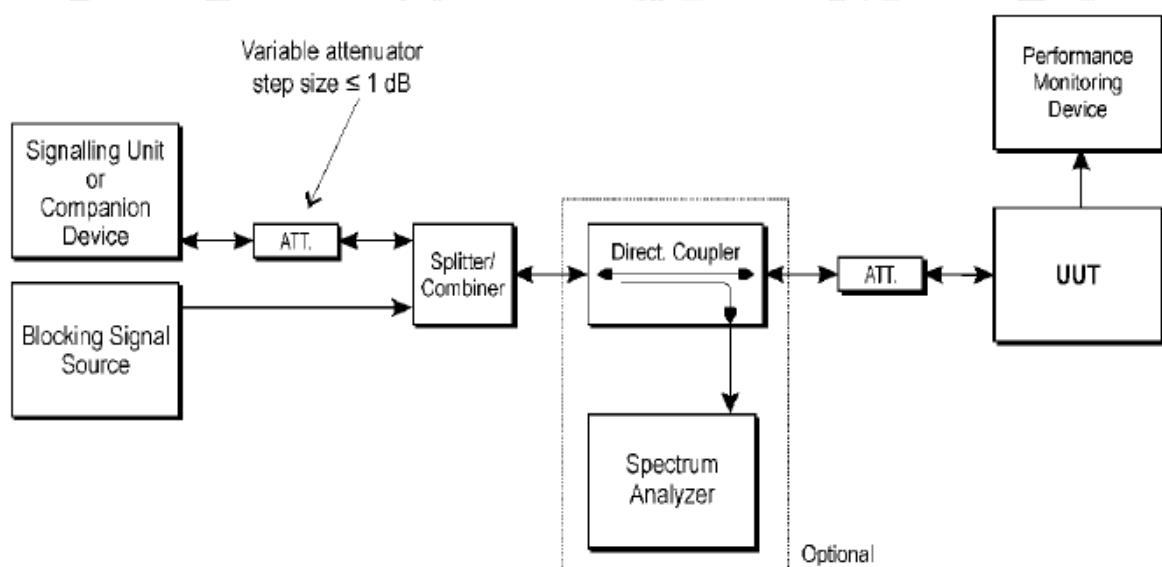 Variable attenuator
step size ≤ 1 dB
Performance
Monitoring
Device
Signalling Unit
or
Companion
Device
ATT.
Splitter/
Combiner
Direct. Coupler
ATT.
UUT
Blocking Signal
Source
Spectrum
Analyzer
Optional